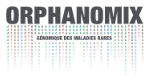 ORPHANOMIX
GÉNOMIQUE DES MALADIES RARES